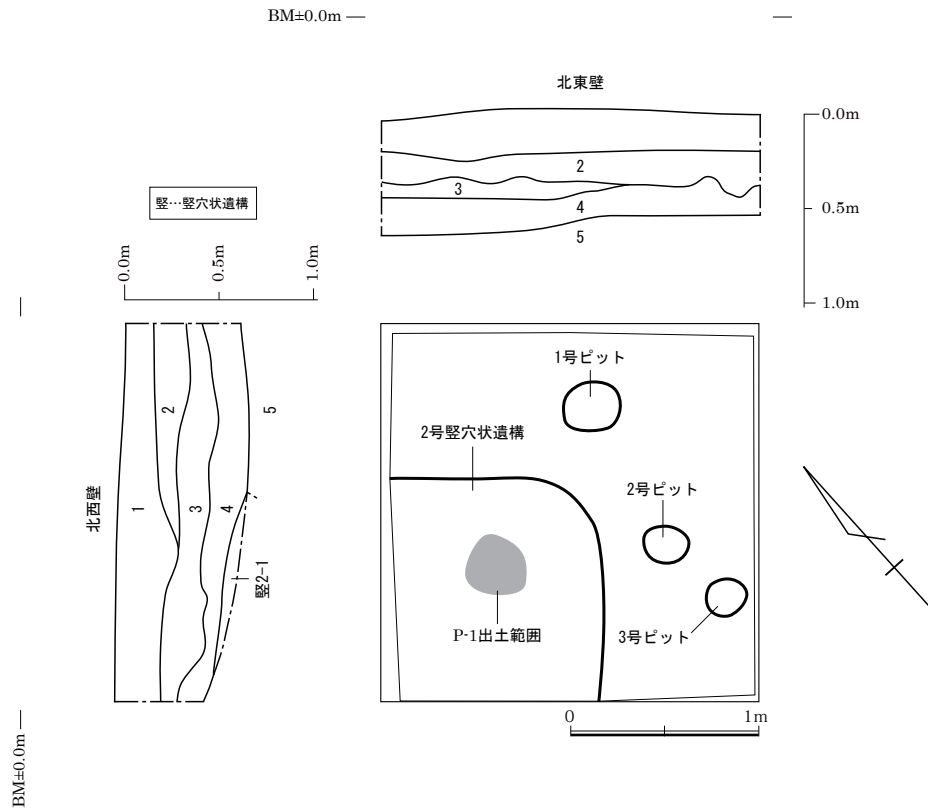 BM±0.0m
北東壁
0.0m
2
3
4
5
0.5m
1.0m
竪…竪穴状遺構
0.0m
0.5m
1.0m
北西壁
1
2
3
4
5
竪2-1
BM±0.0m
1号ピット
2号竪穴状遺構
2号ピット
P-1出土範囲
3号ピット
0
1m